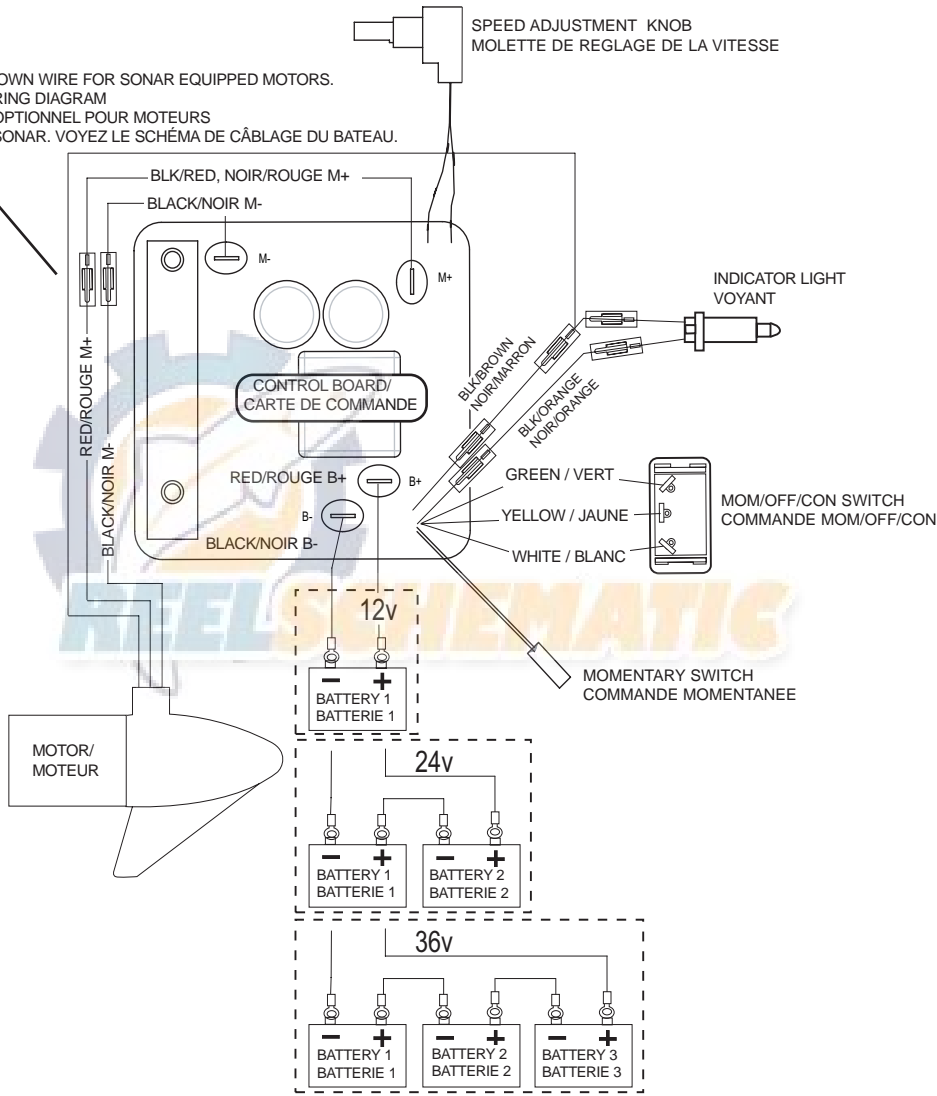 SPEED ADJUSTMENT KNOB
MOLETTE DE REGLAGE DE LA VITESSE
OWN WIRE FOR SONAR EQUIPPED MOTORS.
RING DIAGRAM
OPTIONNEL POUR MOTEURS
SONAR. VOYEZ LE SCHÉMA DE CÂBLAGE DU BATEAU.
BLK/RED, NOIR/ROUGE M+
BLACK/NOIR M-
M-
M+
INDICATOR LIGHT
VOYANT
RED/ROUGE M+
BLACK/NOIR M-
BLK/BROWN
NOIR/MARRON
BLK/ORANGE
NOIR/ORANGE
CONTROL BOARD/
CARTE DE COMMANDE
RED/ROUGE B+
B+
B-
BLACK/NOIR B-
GREEN / VERT
YELLOW / JAUNE
WHITE / BLANC
MOM/OFF/CON SWITCH
COMMANDE MOM/OFF/CON
REELSCHEMATIC
12v
- +
BATTERY 1
BATTERIE 1
MOMENTARY SWITCH
COMMANDE MOMENTANEE
MOTOR/
MOTEUR
24v
- +
BATTERY 1
BATTERIE 1
- +
BATTERY 2
BATTERIE 2
36v
- +
BATTERY 1
BATTERIE 1
- +
BATTERY 2
BATTERIE 2
- +
BATTERY 3
BATTERIE 3